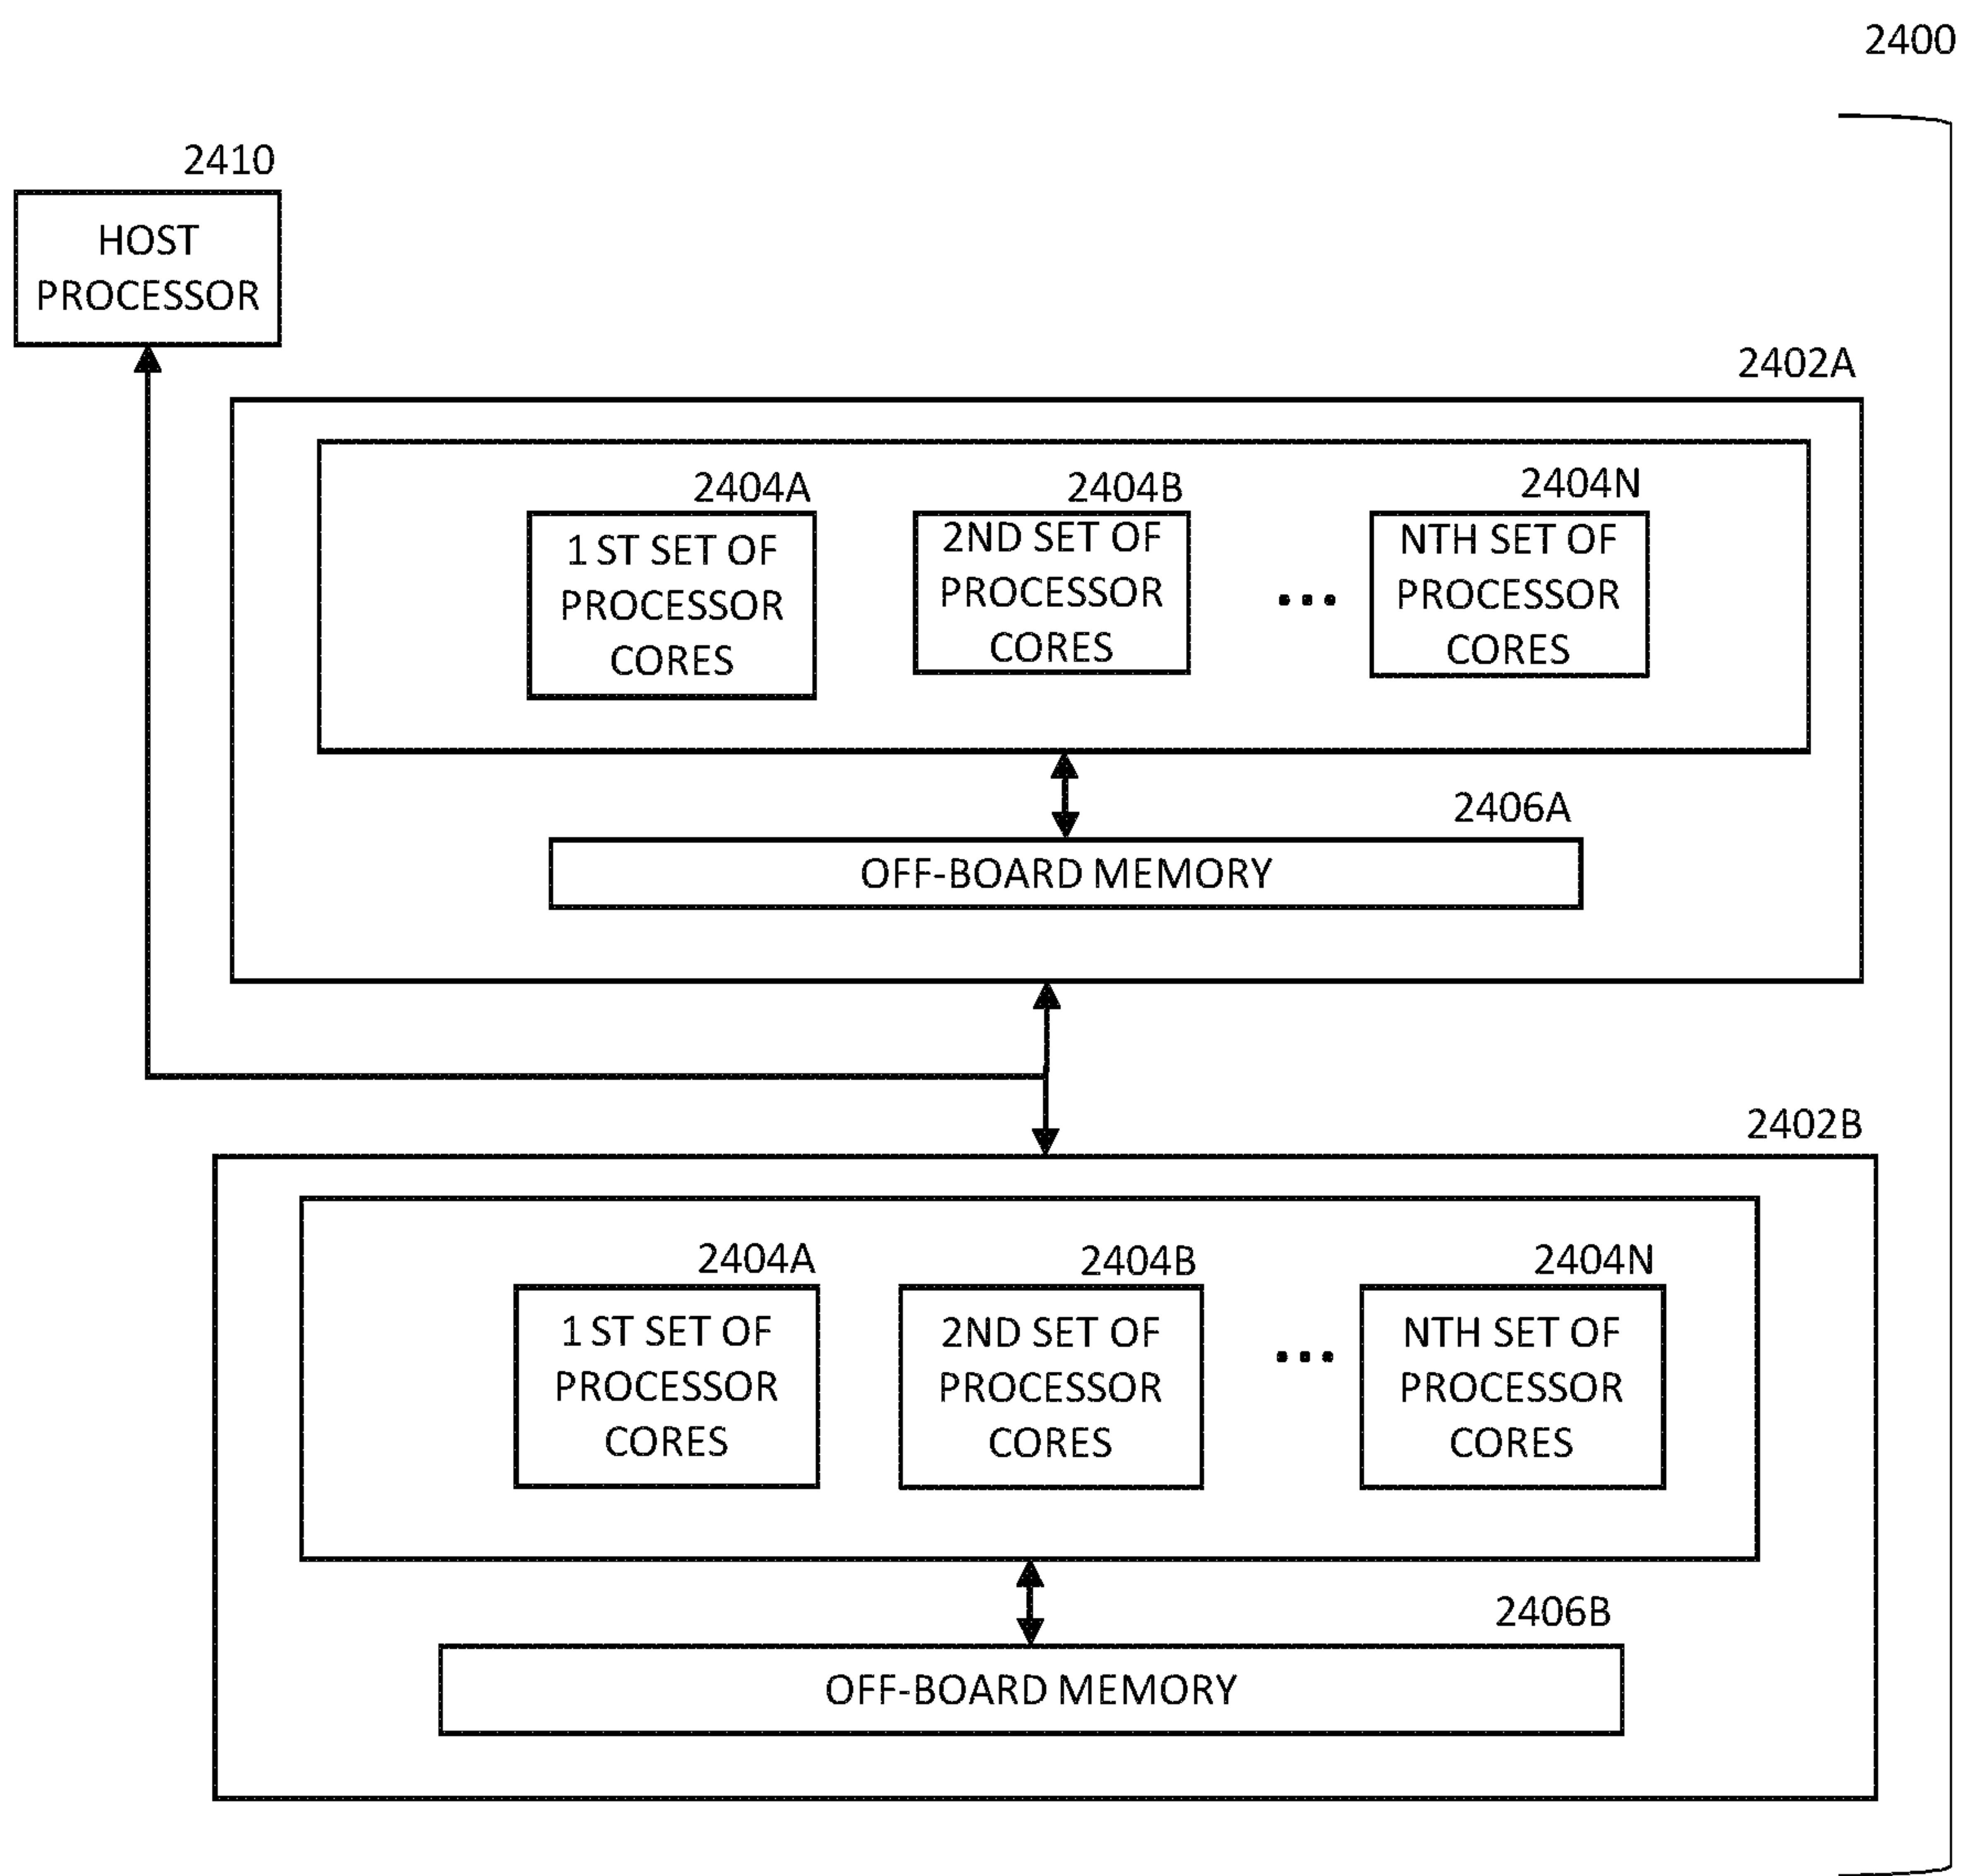 2400
2410
HOST
PROCESSOR
2402A
2404A
1 ST SET OF
PROCESSOR
CORES
2404B
2ND SET OF
PROCESSOR
CORES
...
2404N
NTH SET OF
PROCESSOR
CORES
2406A
OFF-BOARD MEMORY
2402B
2404A
1 ST SET OF
PROCESSOR
CORES
2404B
2ND SET OF
PROCESSOR
CORES
...
2404N
NTH SET OF
PROCESSOR
CORES
2406B
OFF-BOARD MEMORY